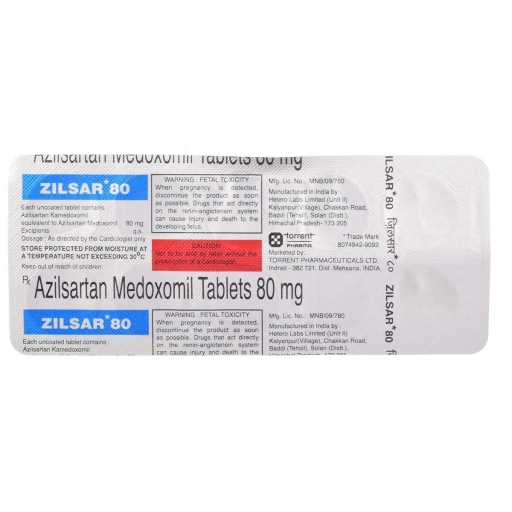 Azilsartan Medoxomil Tablets 80 mg
ZILSAR* 80
Each uncoated tablet contains:
Azilsartan Kamedoxomil
equivalent to Azilsartan Medoxomil 80 mg
Excipients q.s.
Dosage : As directed by the Cardiologist only
STORE PROTECTED FROM MOISTURE AT
A TEMPERATURE NOT EXCEEDING 30°C
Keep out of reach of children.
WARNING : FETAL TOXICITY
When pregnancy is detected,
discontinue the product as soon
as possible. Drugs that act directly
on the renin-angiotensin system
can cause injury and death to the
developing fetus.
CAUTION
Not to be sold by retail without the
prescription of a Cardiologist.
Mfg. Lic. No.: MNB/09/780
Manufactured in India by :
Hetero Labs Limited (Unit II)
Kalyanpur(Village), Chakkan Road,
Baddi (Tehsil), Solan (Distt.),
Himachal Pradesh- 173 205
torrent
PHARMA
* Trade Mark
8074842-9082
Marketed by:
TORRENT PHARMACEUTICALS LTD.
Indrad - 382 721, Dist. Mehsana, INDIA
Rx Azilsartan Medoxomil Tablets 80 mg
ZILSAR* 80
Each uncoated tablet contains :
Azilsartan Kamedoxomil
WARNING : FETAL TOXICITY
When pregnancy is detected,
discontinue the product as soon
as possible. Drugs that act directly
on the renin-angiotensin system
can cause injury and death to the
Mfg. Lic. No.: MNB/09/780
Manufactured in India by :
Hetero Labs Limited (Unit II)
Kalyanpur(Village), Chakkan Road,
Baddi (Tehsil), Solan (Distt.),
Himachal Pradesh- 173 205
ZILSAR* 80 जिलसार* ८० ZILSAR* 80